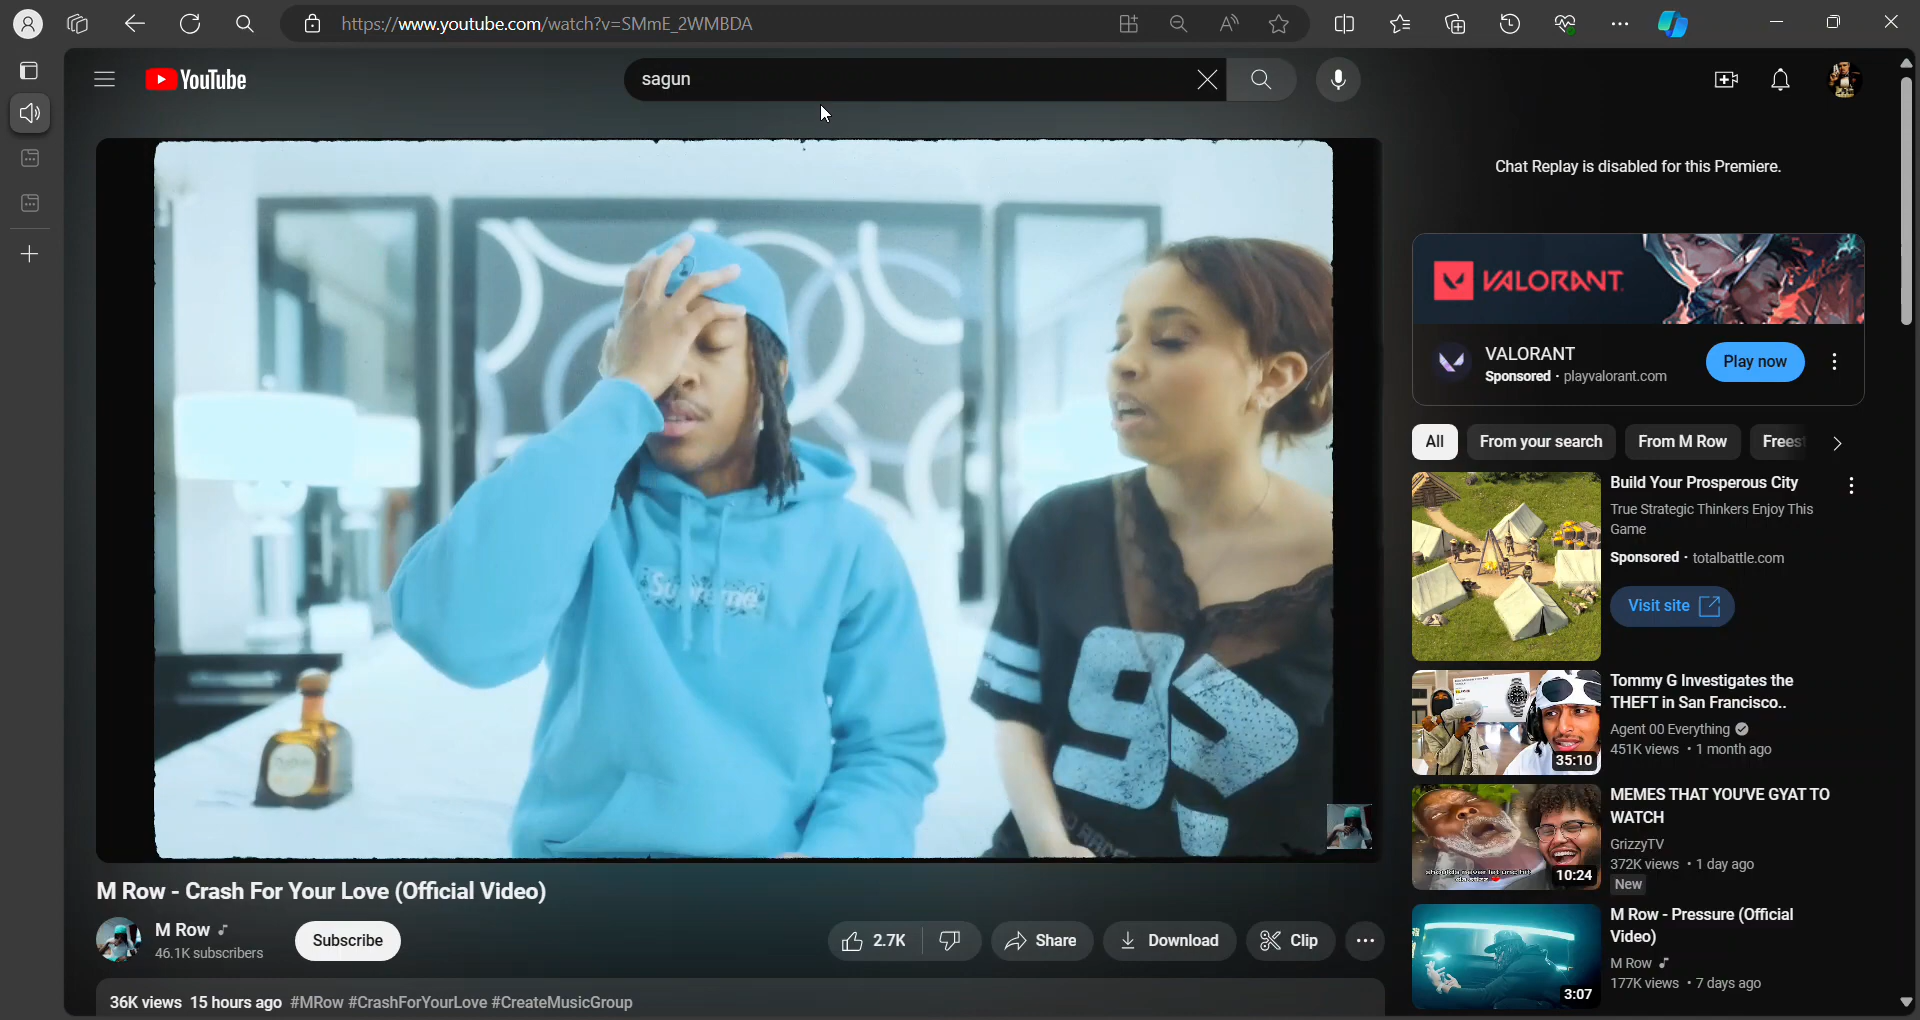 https://www.youtube.com/watch?v=SMmE_2WMBDA
YouTube
sagun
Chat Replay is disabled for this Premiere.
VALORANT
VALORANT
Sponsored · playvalorant.com
Play now
All
From your search
From M Row
Frees
Build Your Prosperous City
True Strategic Thinkers Enjoy This
Game
Sponsored · totalbattle.com
Visit site
Tommy G Investigates the
THEFT in San Francisco..
Agent 00 Everything
451K views · 1 month ago
35:10
MEMES THAT YOU'VE GYAT TO
WATCH
GrizzyTV
372K views · 1 day ago
New
10:24
M Row - Pressure (Official
Video)
M Row
177K views · 7 days ago
3:07
Supreme
M Row - Crash For Your Love (Official Video)
M Row
46.1K subscribers
Subscribe
2.7K
Share
Download
Clip
36K views 15 hours ago #MRow #CrashForYourLove #CreateMusicGroup